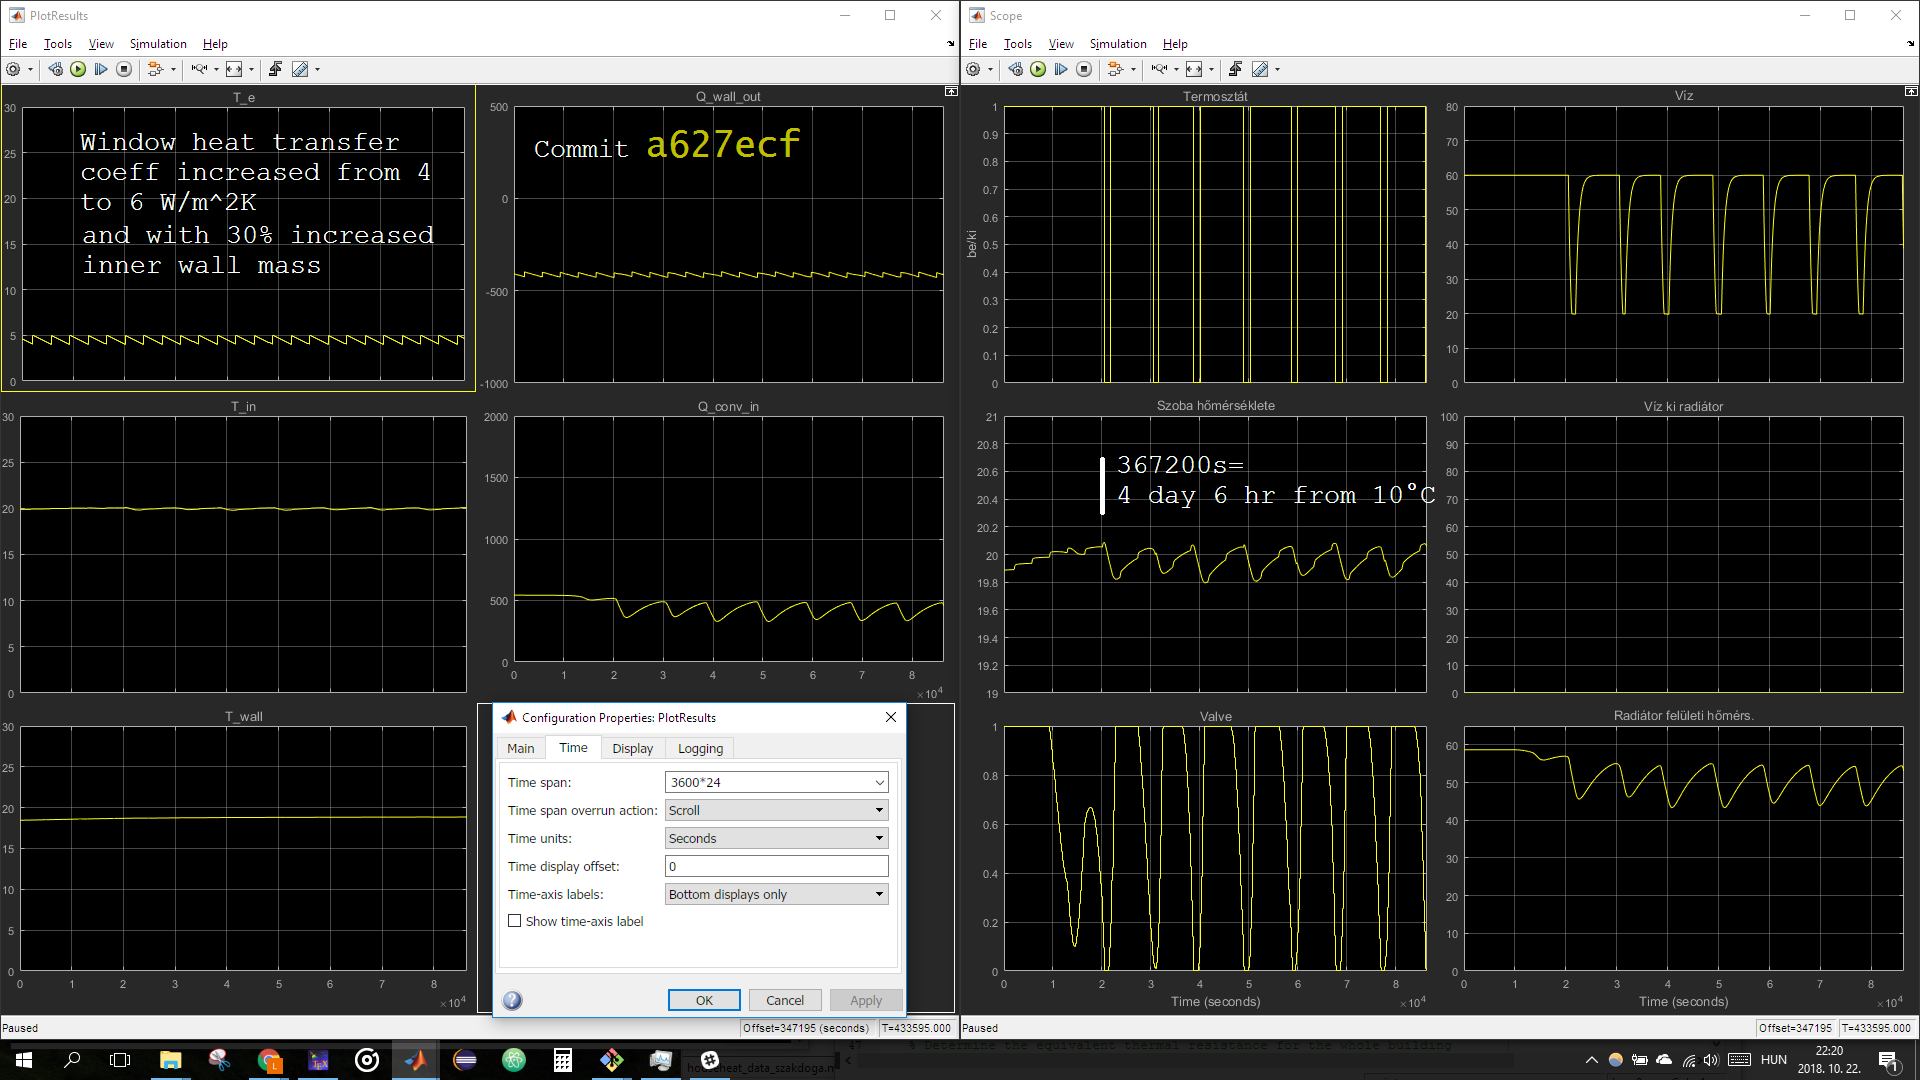 PlotResults
File Tools View Simulation Help
T_e
30
25
20
15
10
5
0
Window heat transfer
coeff increased from 4
to 6 W/m^2K
and with 30% increased
inner wall mass
Q_wall_out
500
0
-500
-1000
Commit a627ecf
T_in
30
25
20
15
10
5
0
Q_conv_in
2000
1500
1000
500
0
0 1 2 3 4 5 6 7 8
×10^4
T_wall
30
25
20
15
10
5
0
0 1 2 3 4 5 6 7 8
×10^4
Configuration Properties: PlotResults
Main Time Display Logging
Time span: 3600*24
Time span overrun action: Scroll
Time units: Seconds
Time display offset: 0
Time-axis labels: Bottom displays only
Show time-axis label
OK Cancel Apply
Paused Offset=347195 (seconds) T=433595.000
Scope
File Tools View Simulation Help
Termosztát
be/ki
1
0.9
0.8
0.7
0.6
0.5
0.4
0.3
0.2
0.1
0
Víz
80
70
60
50
40
30
20
10
0
Szoba hőmérséklete
21
20.8
20.6
20.4
20.2
20
19.8
19.6
19.4
19.2
19
367200s=
4 day 6 hr from 10°C
Víz ki radiátor
100
90
80
70
60
50
40
30
20
10
0
Valve
1
0.8
0.6
0.4
0.2
0
0 1 2 3 4 5 6 7 8
Time (seconds) ×10^4
Radiátor felületi hőmérs.
60
50
40
30
20
10
0
0 1 2 3 4 5 6 7 8
Time (seconds) ×10^4
Paused Offset=347195 T=433595.000
47 % Determine the equivalent thermal resistance for the whole building
HUN
22:20
2018. 10. 22.
1